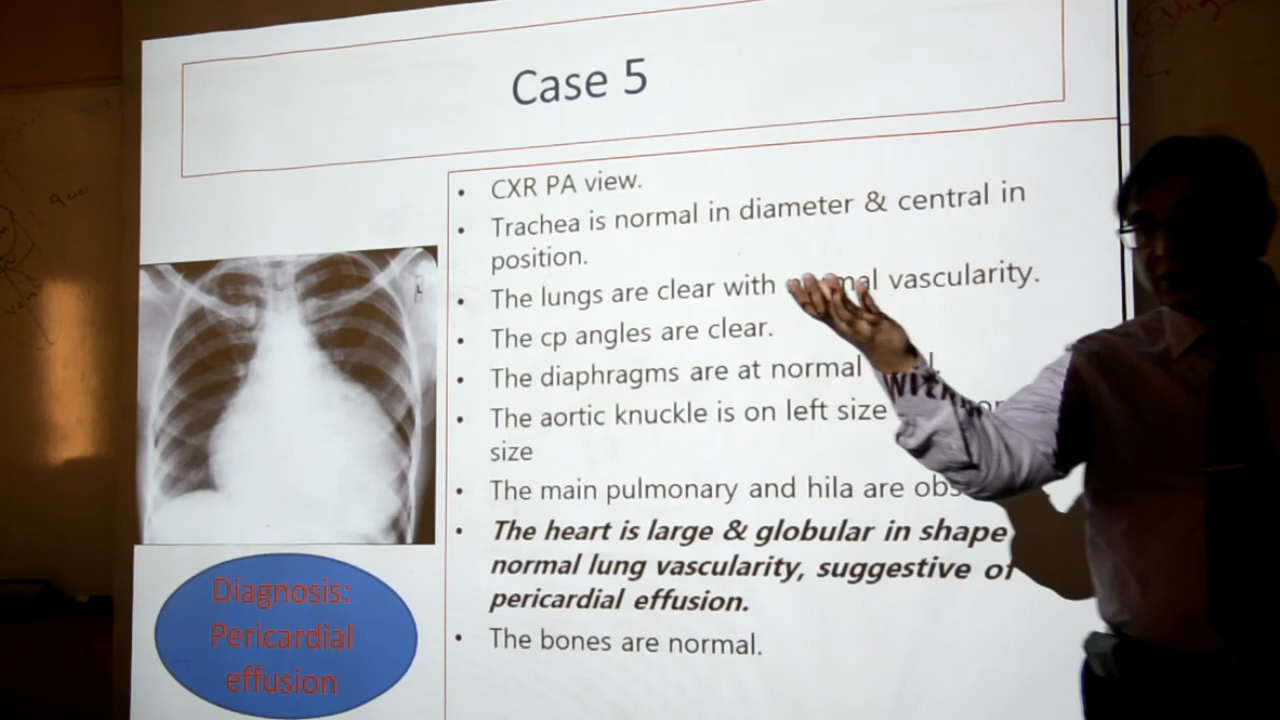 Case 5
• CXR PA view.
• Trachea is normal in diameter & central in
position.
• The lungs are clear with vascularity.
• The cp angles are clear.
• The diaphragms are at normal
• The aortic knuckle is on left size
size
• The main pulmonary and hila are
• The heart is large & globular in shape
normal lung vascularity, suggestive of
pericardial effusion.
• The bones are normal.
Diagnosis:
Pericardial
effusion
900